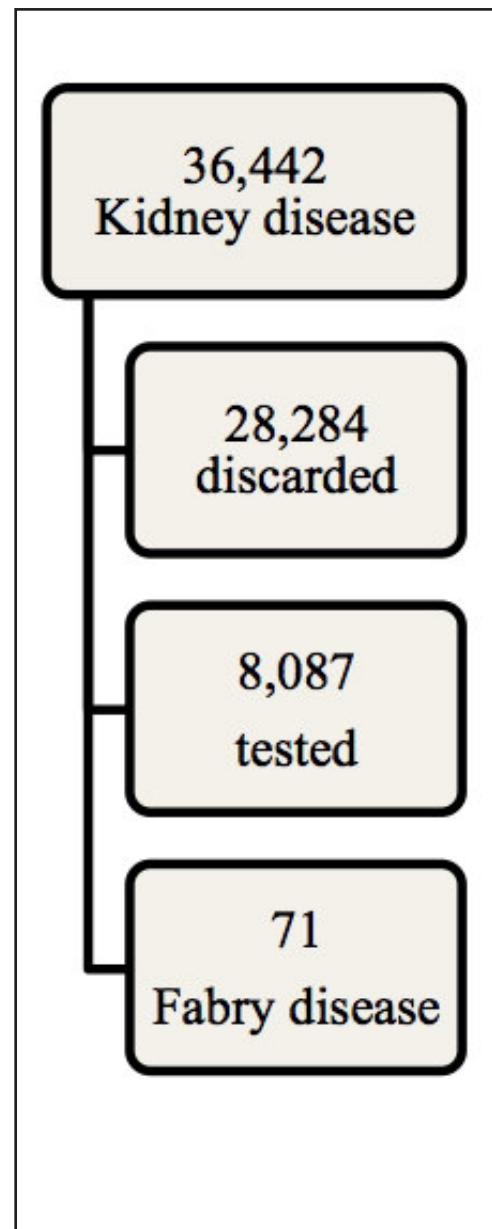 36,442
Kidney disease
28,284
discarded
8,087
tested
71
Fabry disease